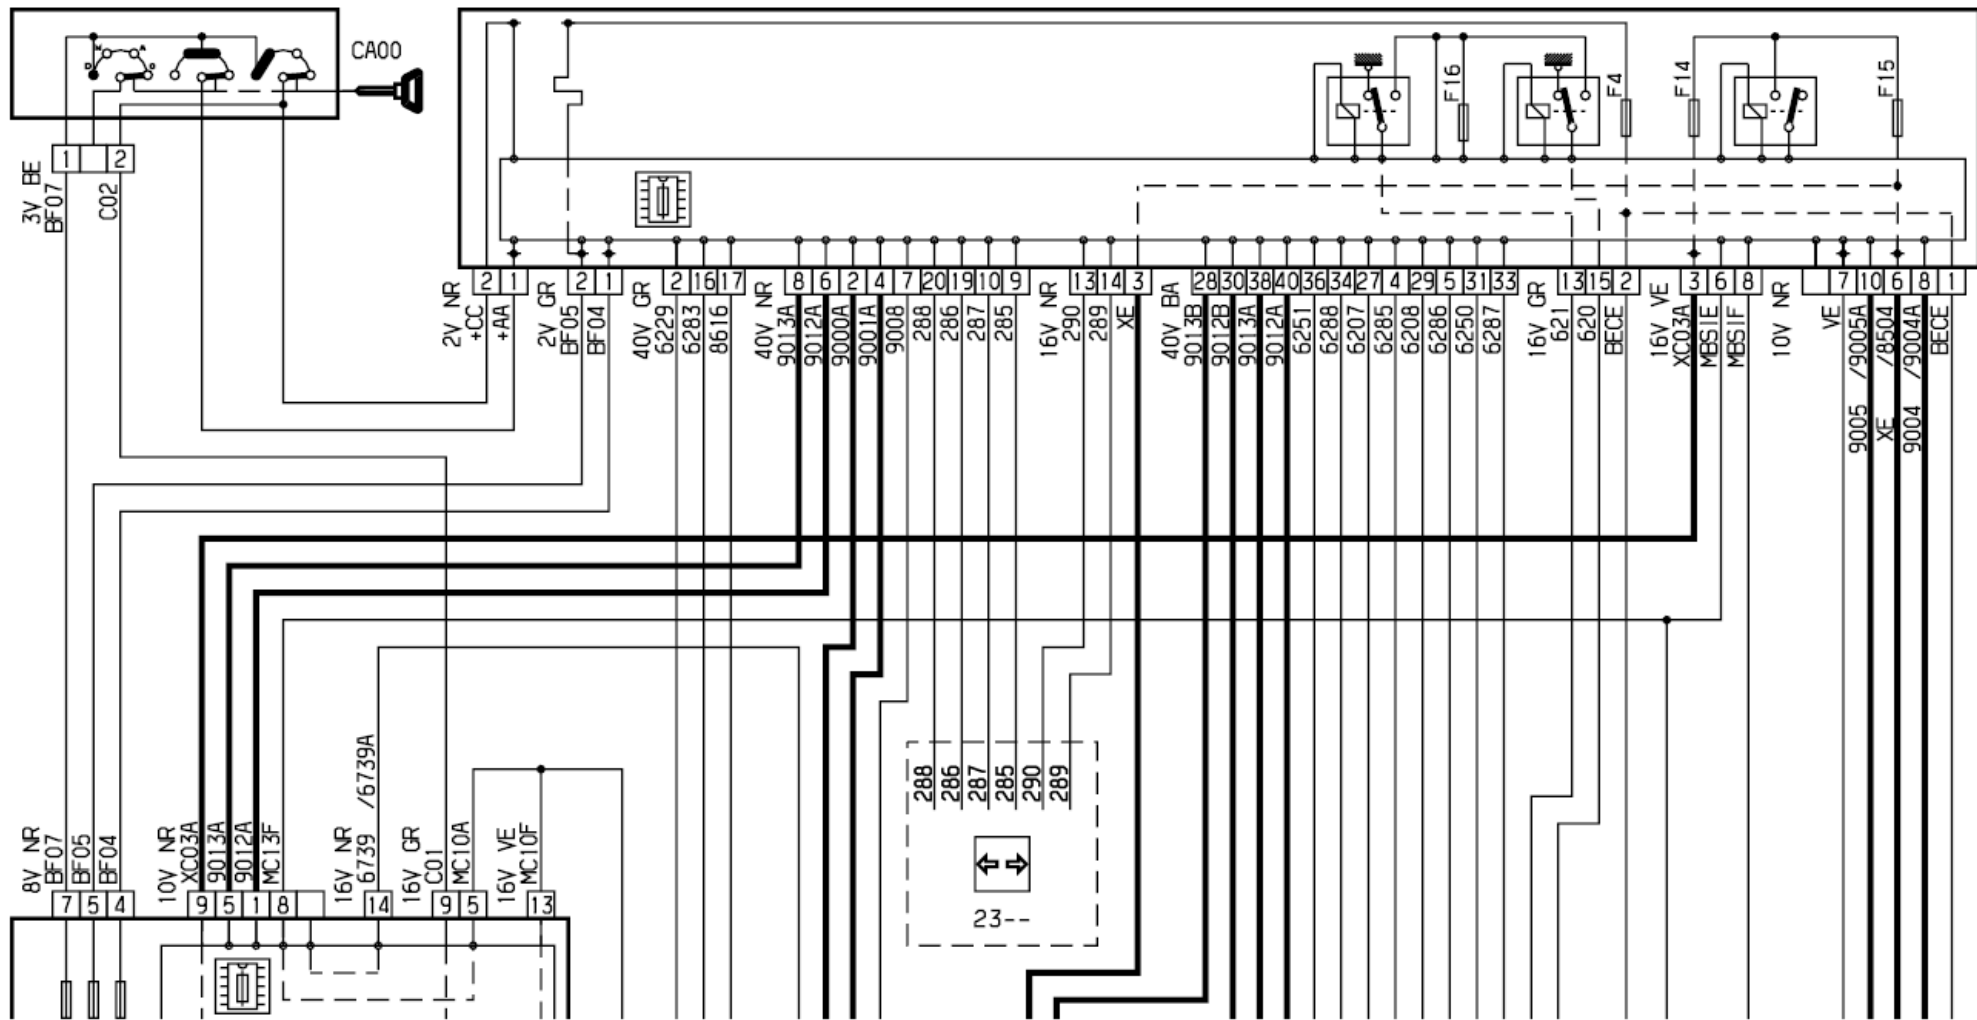 CA00
N A
D O
F16
F4
F14
F15
1 2
3V BE
BF07
C02
2 1 2 1 2 16 17 8 6 2 4 7 20 19 10 9 13 14 3 28 30 38 40 36 34 27 4 29 5 31 33 13 15 2 3 6 8 7 10 6 8 1
2V NR
+CC
+AA
2V GR
BF05
BF04
40V GR
6229
6283
8616
40V NR
9013A
9012A
9000A
9001A
9008
288
286
287
285
16V NR
290
289
XE
40V BA
9013B
9012B
9013A
9012A
6251
6288
6207
6285
6208
6286
6250
6287
16V GR
621
620
BECE
16V VE
XC03A
MBSIE
MBSIF
10V NR
VE
9005 /9005A
XE /8504
9004 /9004A
BECE
288
286
287
285
290
289
23--
8V NR
BF07
BF05
BF04
10V NR
XC03A
9013A
9012A
MC13F
16V NR
6739 /6739A
16V GR
C01
MC10A
16V VE
MC10F
7 5 4 9 5 1 8 14 9 5 13